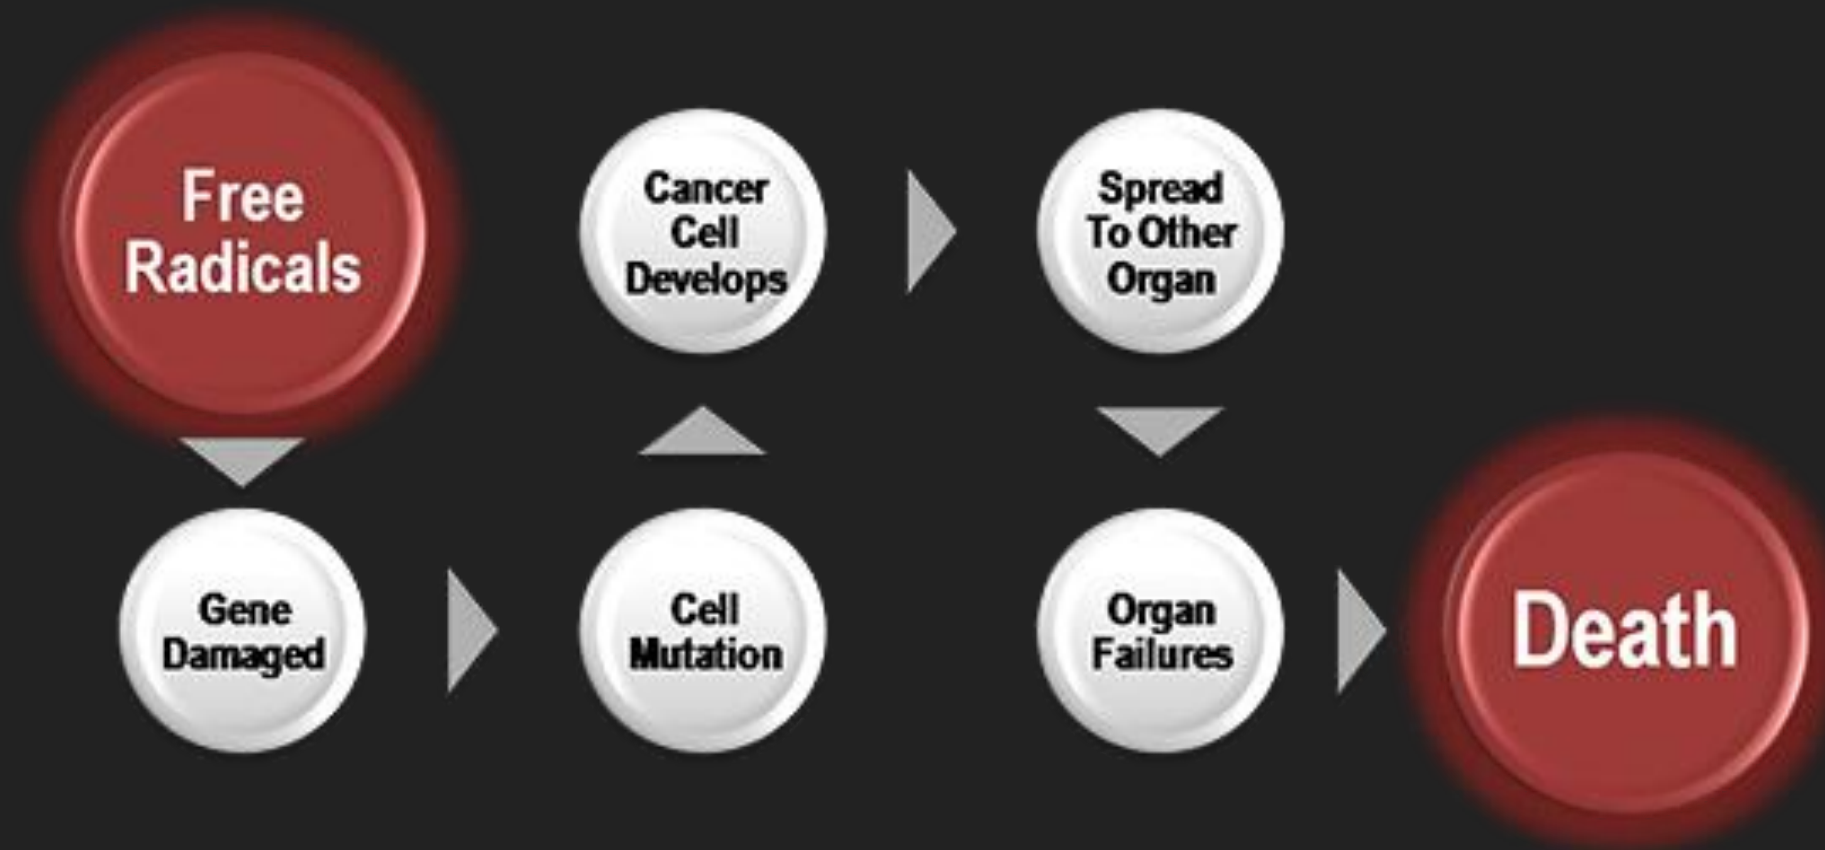 Free
Radicals
Gene
Damaged
Cell
Mutation
Cancer
Cell
Develops
Spread
To Other
Organ
Organ
Failures
Death